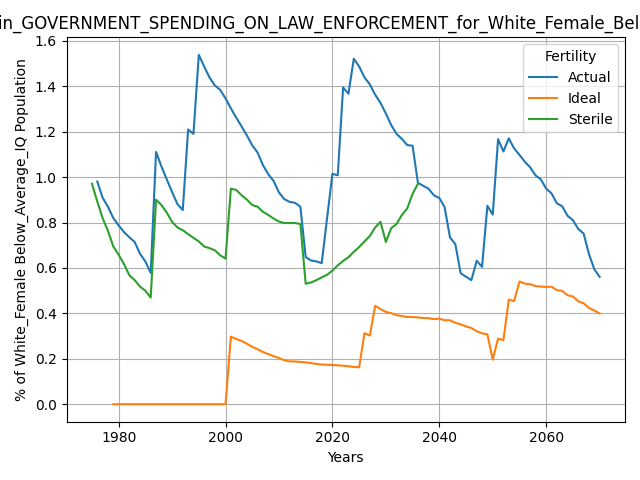 in_GOVERNMENT_SPENDING_ON_LAW_ENFORCEMENT_for_White_Female_Bel
% of White_Female Below_Average_IQ Population
1.6
1.4
1.2
1.0
0.8
0.6
0.4
0.2
0.0
Fertility
Actual
Ideal
Sterile
1980
2000
2020
2040
2060
Years